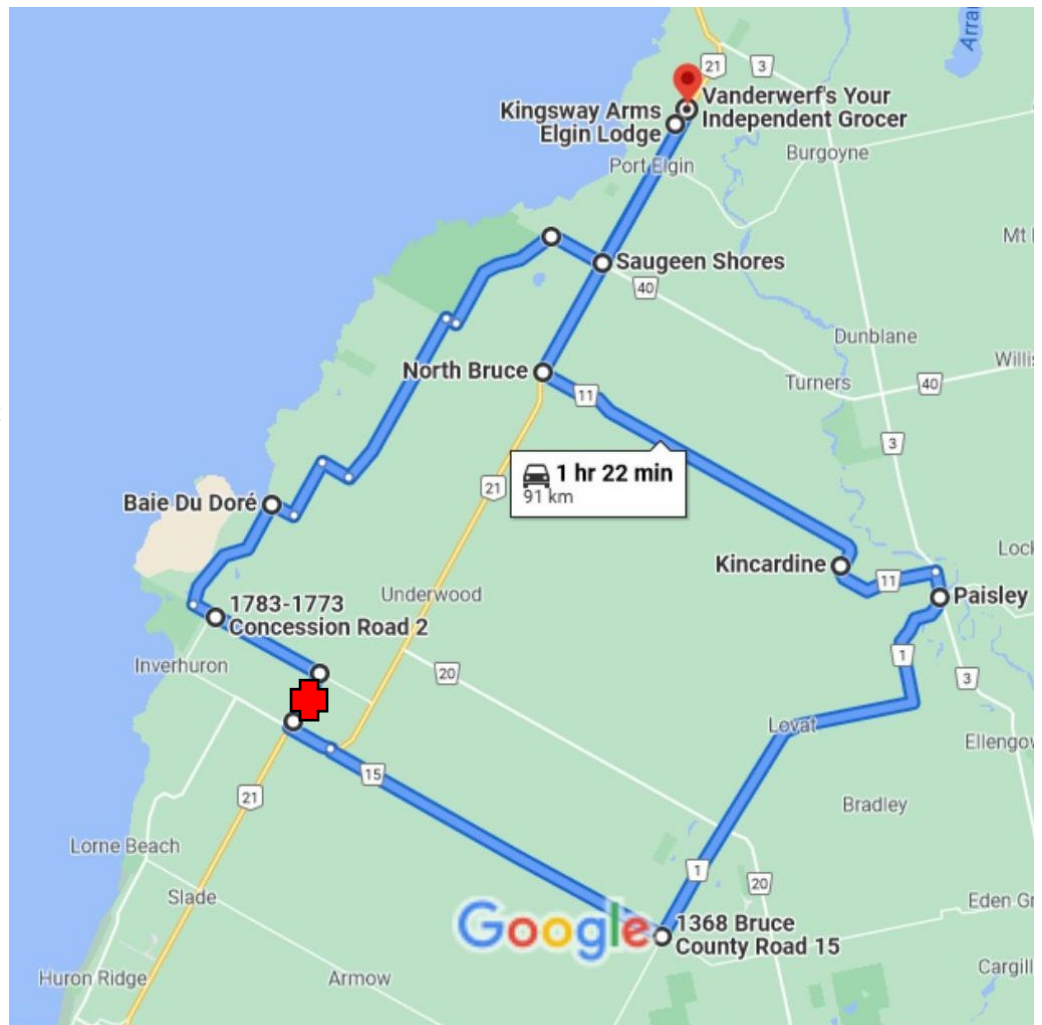 Arra
21
3
Kingsway Arms
Elgin Lodge
Vanderwerf's Your
Independent Grocer
Port Elgin
Burgoyne
Mt
Saugeen Shores
40
Dunblane
Willi
North Bruce
11
Turners
40
3
1 hr 22 min
91 km
21
Baie Du Doré
Kincardine
Lock
11
Paisley
Underwood
1783-1773
Concession Road 2
Inverhuron
20
1
3
Lovat
Ellengow
15
21
Bradley
Lorne Beach
1
20
Slade
Eden Gr
Google
1368 Bruce
County Road 15
Huron Ridge
Armow
Cargill